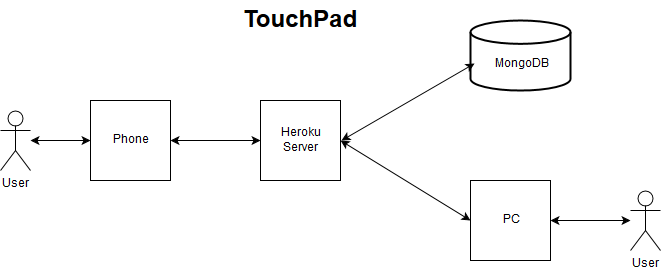 TouchPad
MongoDB
Phone
Heroku
Server
User
PC
User